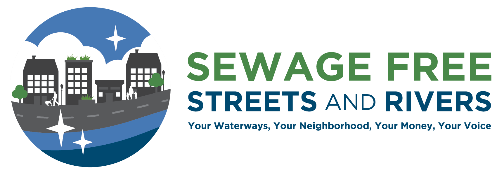 SEWAGE FREE
STREETS AND RIVERS
Your Waterways, Your Neighborhood, Your Money, Your Voice